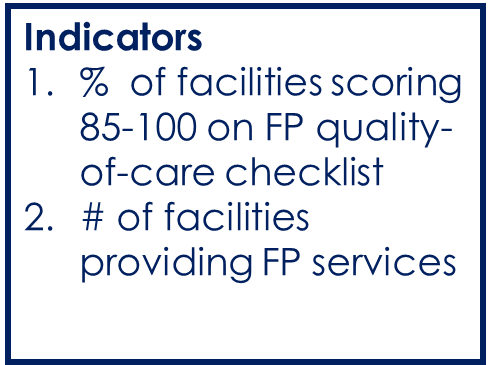 Indicators
1. % of facilities scoring
85-100 on FP quality-
of-care checklist
2. # of facilities
providing FP services